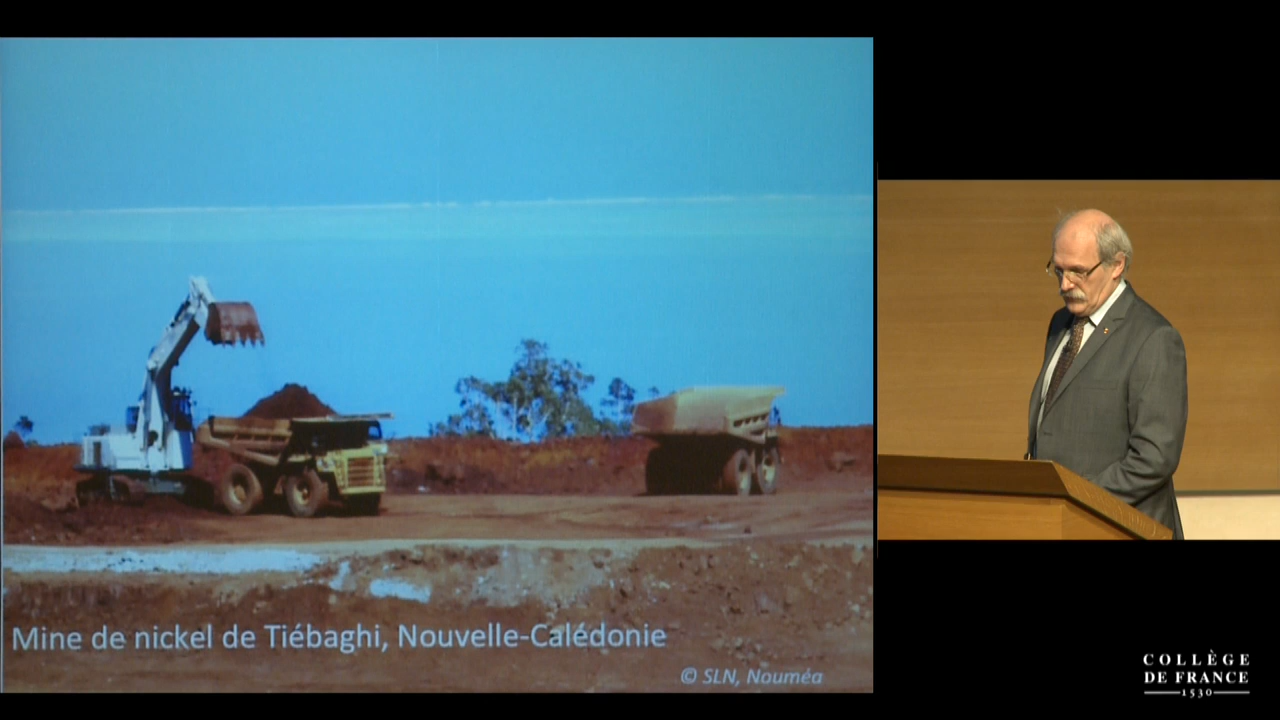 Mine de nickel de Tiébaghi, Nouvelle-Calédonie
© SLN, Nouméa
COLLÈGE
DE FRANCE
1530